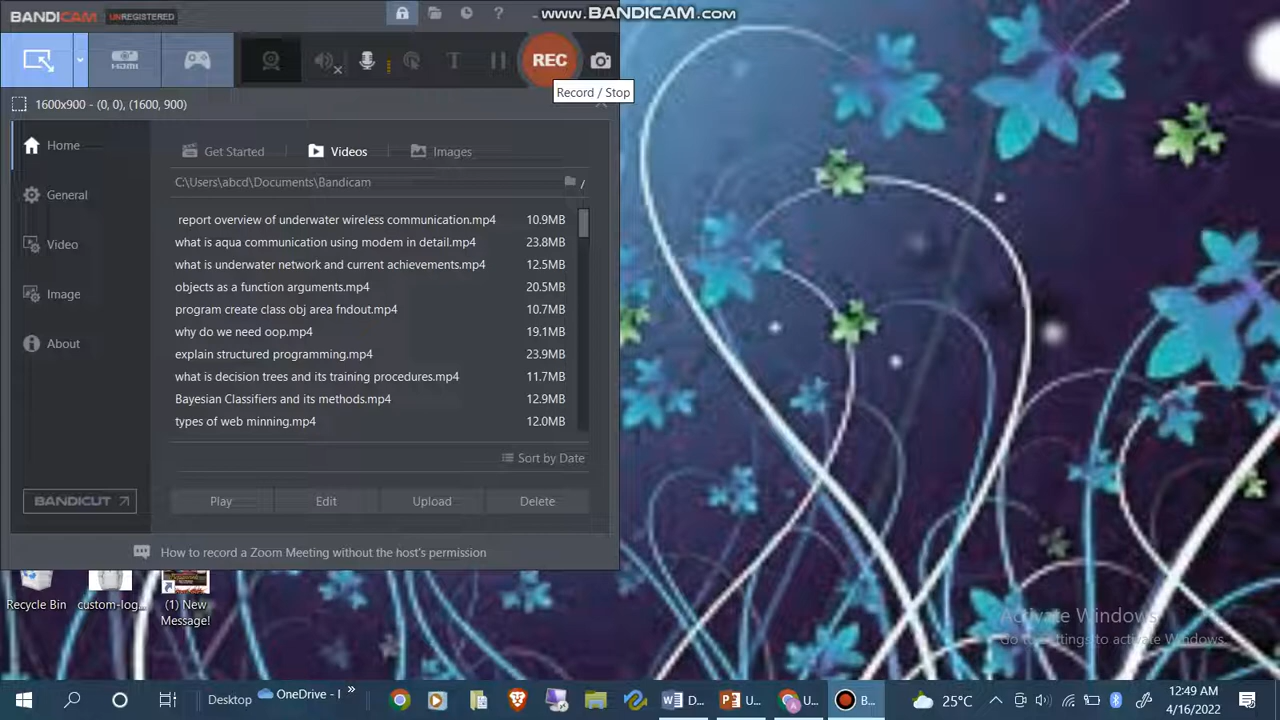 BANDICAM UNREGISTERED
www.BANDICAM.com
HDMI
REC
Record / Stop
1600x900 - (0, 0), (1600, 900)
Home
General
Video
Image
About
Get Started
Videos
Images
C:\Users\abcd\Documents\Bandicam
report overview of underwater wireless communication.mp4 10.9MB
what is aqua communication using modem in detail.mp4 23.8MB
what is underwater network and current achievements.mp4 12.5MB
objects as a function arguments.mp4 20.5MB
program create class obj area fndout.mp4 10.7MB
why do we need oop.mp4 19.1MB
explain structured programming.mp4 23.9MB
what is decision trees and its training procedures.mp4 11.7MB
Bayesian Classifiers and its methods.mp4 12.9MB
types of web minning.mp4 12.0MB
Sort by Date
BANDICUT
Play
Edit
Upload
Delete
How to record a Zoom Meeting without the host's permission
Recycle Bin
custom-log...
(1) New
Message!
Activate Windows
Go to Settings to activate Windows.
Desktop
OneDrive - I
D...
U...
U...
B...
25°C
12:49 AM
4/16/2022